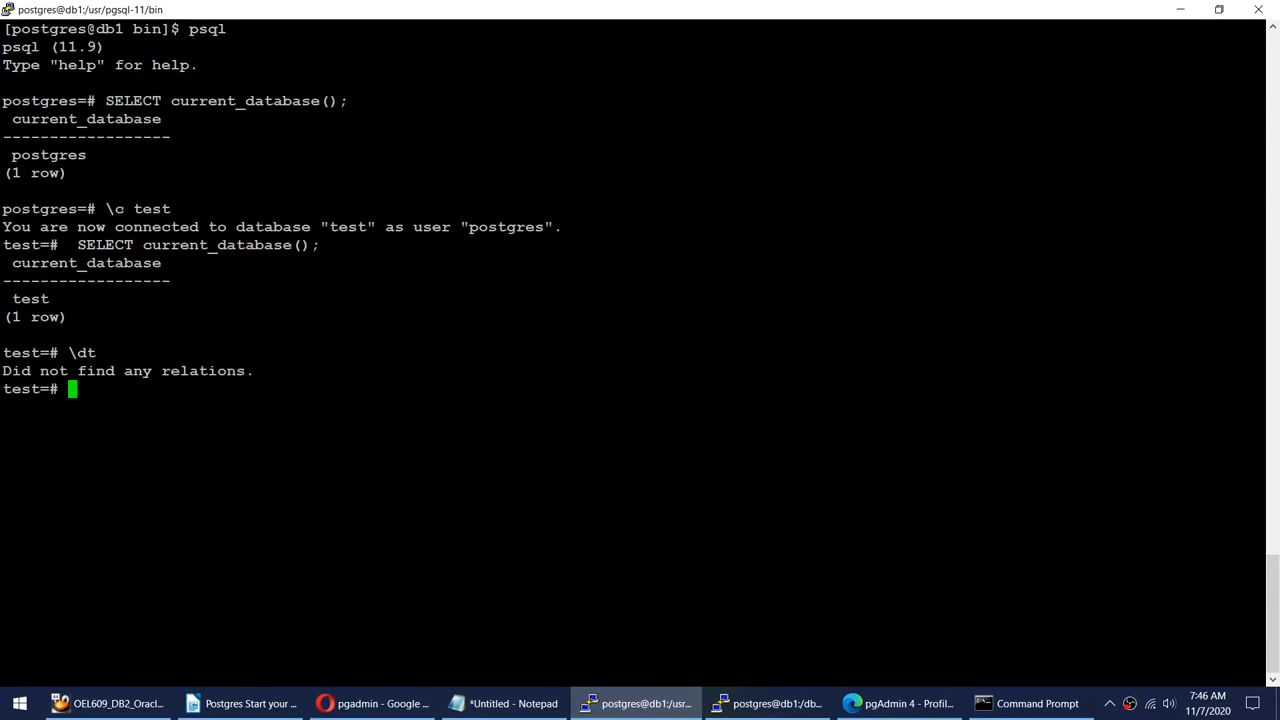 postgres@db1:/usr/pgsql-11/bin
[postgres@db1 bin]$ psql
psql (11.9)
Type "help" for help.
postgres=# SELECT current_database();
current_database
------------------
postgres
(1 row)
postgres=# \c test
You are now connected to database "test" as user "postgres".
test=#  SELECT current_database();
current_database
------------------
test
(1 row)
test=# \dt
Did not find any relations.
test=#
OEL609_DB2_Oracl...
Postgres Start your ...
pgadmin - Google ...
*Untitled - Notepad
postgres@db1:/usr...
postgres@db1:/db...
pgAdmin 4 - Profil...
Command Prompt
7:46 AM
11/7/2020